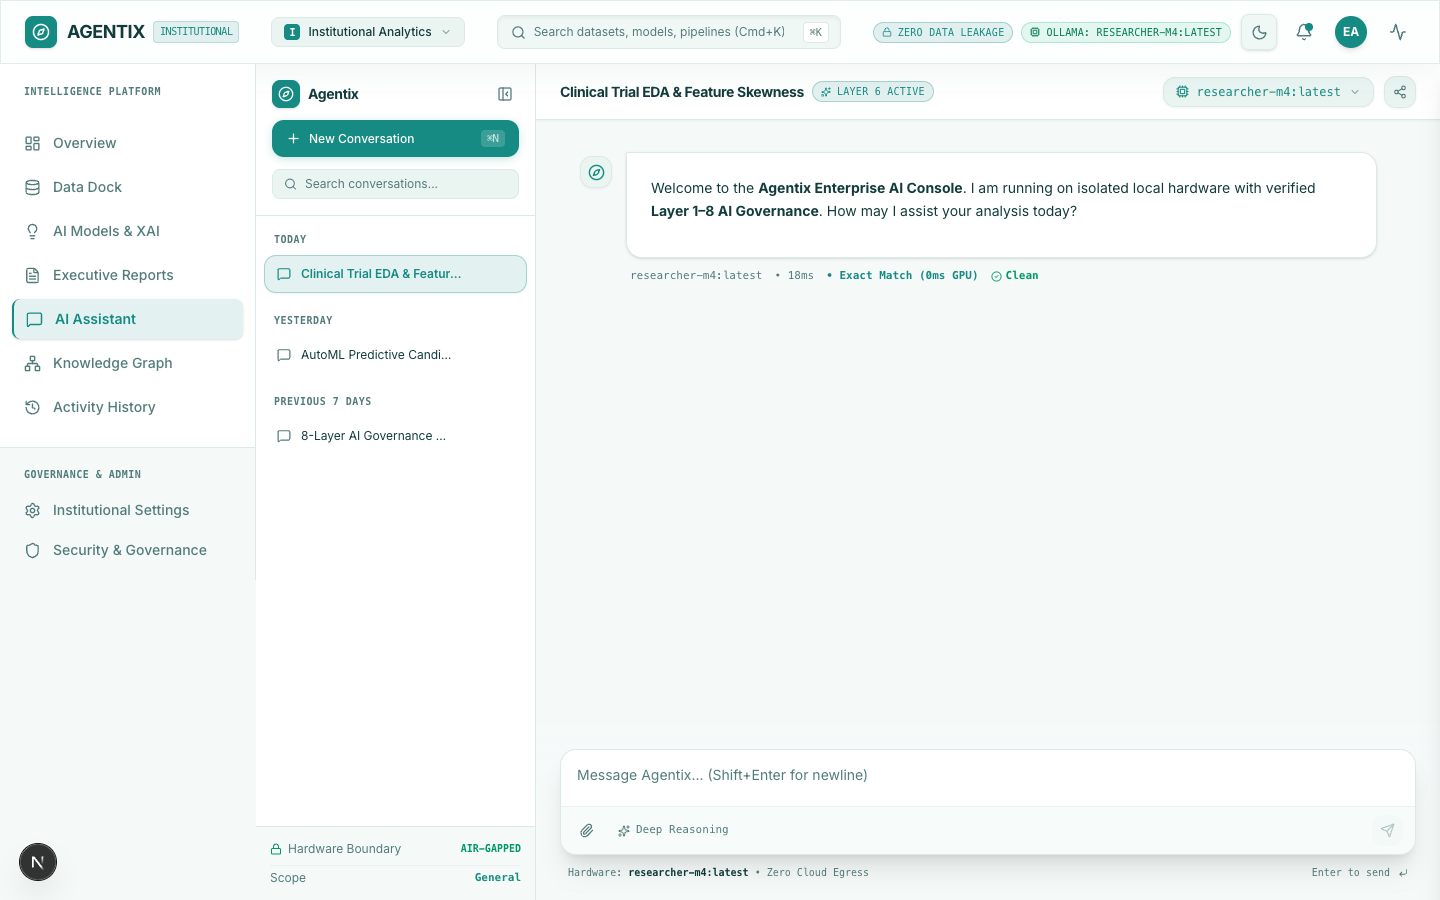 AGENTIX
INSTITUTIONAL
I
Institutional Analytics
Search datasets, models, pipelines (Cmd+K)
⌘K
ZERO DATA LEAKAGE
OLLAMA: RESEARCHER-M4:LATEST
EA
INTELLIGENCE PLATFORM
Overview
Data Dock
AI Models & XAI
Executive Reports
AI Assistant
Knowledge Graph
Activity History
GOVERNANCE & ADMIN
Institutional Settings
Security & Governance
N
Agentix
New Conversation
⌘N
Search conversations...
TODAY
Clinical Trial EDA & Featur...
YESTERDAY
AutoML Predictive Candi...
PREVIOUS 7 DAYS
8-Layer AI Governance ...
Hardware Boundary
AIR-GAPPED
Scope
General
Clinical Trial EDA & Feature Skewness
LAYER 6 ACTIVE
researcher-m4:latest
Welcome to the Agentix Enterprise AI Console. I am running on isolated local hardware with verified
Layer 1–8 AI Governance. How may I assist your analysis today?
researcher-m4:latest • 18ms • Exact Match (0ms GPU) Clean
Message Agentix... (Shift+Enter for newline)
Deep Reasoning
Hardware: researcher-m4:latest • Zero Cloud Egress
Enter to send